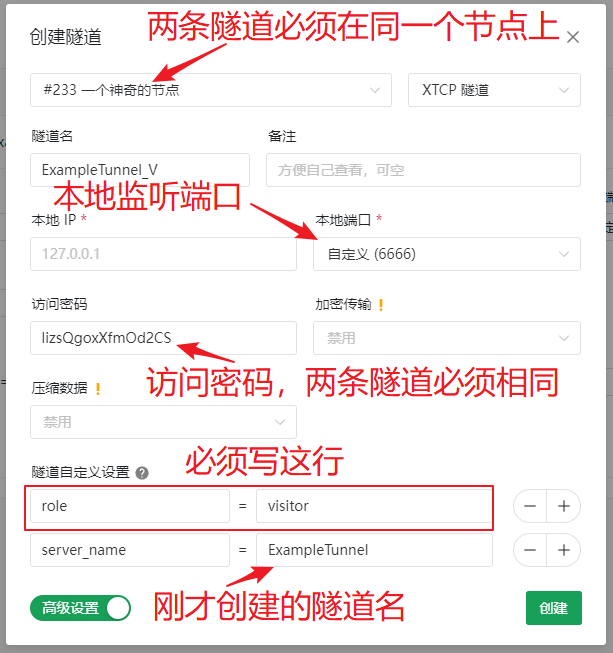 两条隧道必须在同一个节点上
创建隧道
#233 一个神奇的节点
XTCP 隧道
隧道名
备注
ExampleTunnel_V
方便自己查看，可空
本地监听端口
本地 IP *
本地端口 *
127.0.0.1
自定义 (6666)
访问密码
加密传输
IizsQgoxXfmOd2CS
禁用
访问密码，两条隧道必须相同
压缩数据
禁用
必须写这行
隧道自定义设置
role = visitor
server_name = ExampleTunnel
刚才创建的隧道名
高级设置
创建